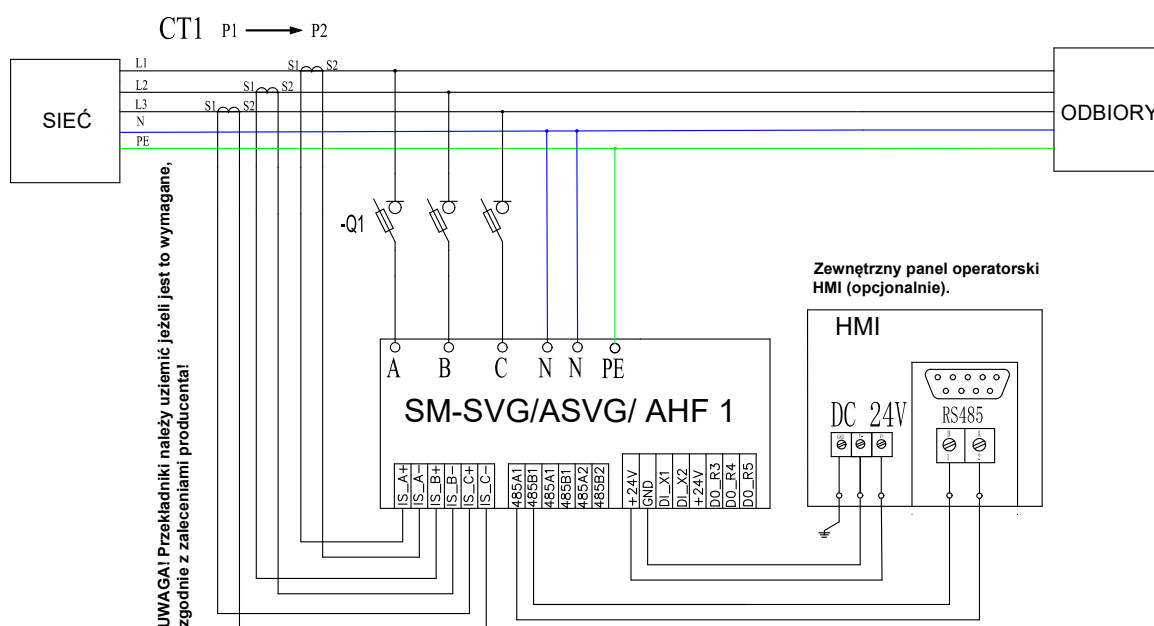 CT1 P1 P2
SIEĆ
L1
L2
L3
N
PE
S1 S2
S1 S2
S1 S2
ODBIORY
UWAGA! Przekładniki należy uziemić jeżeli jest to wymagane,
zgodnie z zaleceniami producenta!
-Q1
A B C N N PE
SM-SVG/ASVG/ AHF 1
IS_A+
IS_A-
IS_B+
IS_B-
IS_C+
IS_C-
485A1
485B1
485A1
485B1
485A2
485B2
+24V
GND
DI_X1
DI_X2
+24V
DO_R3
DO_R4
DO_R5
Zewnętrzny panel operatorski
HMI (opcjonalnie).
HMI
DC 24V
RS485
1 2